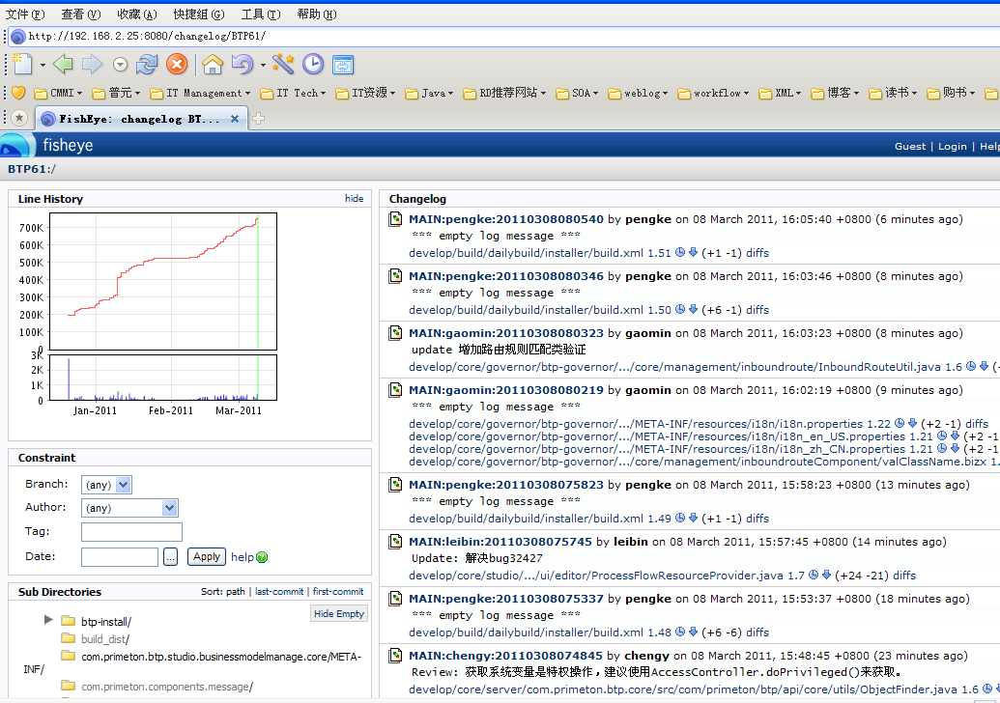 文件(F) 查看(V) 收藏(A) 快捷组(G) 工具(T) 帮助(H)
http://192.168.2.25:8080/changelog/BTP61/
CMMI 普元 IT Management IT Tech IT资源 Java RD推荐网站 SOA weblog workflow XML 博客 读书 购书
FishEye: changelog BT...
fisheye
Guest | Login | Help
BTP61:/
Line History hide
700K
600K
500K
400K
300K
200K
100K
0
3K
2K
1K
0
Jan-2011 Feb-2011 Mar-2011
Constraint
Branch: (any)
Author: (any)
Tag:
Date: ... Apply help
Sub Directories Sort: path | last-commit | first-commit
Hide Empty
btp-install/
build_dist/
com.primeton.btp.studio.businessmodelmanage.core/META-
INF/
com.primeton.components.message/
Changelog
MAIN:pengke:20110308080540 by pengke on 08 March 2011, 16:05:40 +0800 (6 minutes ago)
*** empty log message ***
develop/build/dailybuild/installer/build.xml 1.51 (+1 -1) diffs
MAIN:pengke:20110308080346 by pengke on 08 March 2011, 16:03:46 +0800 (8 minutes ago)
*** empty log message ***
develop/build/dailybuild/installer/build.xml 1.50 (+6 -1) diffs
MAIN:gaomin:20110308080323 by gaomin on 08 March 2011, 16:03:23 +0800 (8 minutes ago)
update 增加路由规则匹配类验证
develop/core/governor/btp-governor/.../core/management/inboundroute/InboundRouteUtil.java 1.6 (-
MAIN:gaomin:20110308080219 by gaomin on 08 March 2011, 16:02:19 +0800 (9 minutes ago)
*** empty log message ***
develop/core/governor/btp-governor/.../META-INF/resources/i18n/i18n.properties 1.22 (+2 -1) diffs
develop/core/governor/btp-governor/.../META-INF/resources/i18n/i18n_en_US.properties 1.21 (+2 -1
develop/core/governor/btp-governor/.../META-INF/resources/i18n/i18n_zh_CN.properties 1.21 (+2 -1
develop/core/governor/btp-governor/.../core/management/inboundrouteComponent/valClassName.bizx 1.
MAIN:pengke:20110308075823 by pengke on 08 March 2011, 15:58:23 +0800 (13 minutes ago)
*** empty log message ***
develop/build/dailybuild/installer/build.xml 1.49 (+1 -1) diffs
MAIN:leibin:20110308075745 by leibin on 08 March 2011, 15:57:45 +0800 (14 minutes ago)
Update: 解决bug32427
develop/core/studio/.../ui/editor/ProcessFlowResourceProvider.java 1.7 (+24 -21) diffs
MAIN:pengke:20110308075337 by pengke on 08 March 2011, 15:53:37 +0800 (18 minutes ago)
*** empty log message ***
develop/build/dailybuild/installer/build.xml 1.48 (+6 -6) diffs
MAIN:chengy:20110308074845 by chengy on 08 March 2011, 15:48:45 +0800 (23 minutes ago)
Review: 获取系统变量是特权操作，建议使用AccessController.doPrivileged()来获取。
develop/core/server/com.primeton.btp.core/src/com/primeton/btp/api/core/utils/ObjectFinder.java 1.6